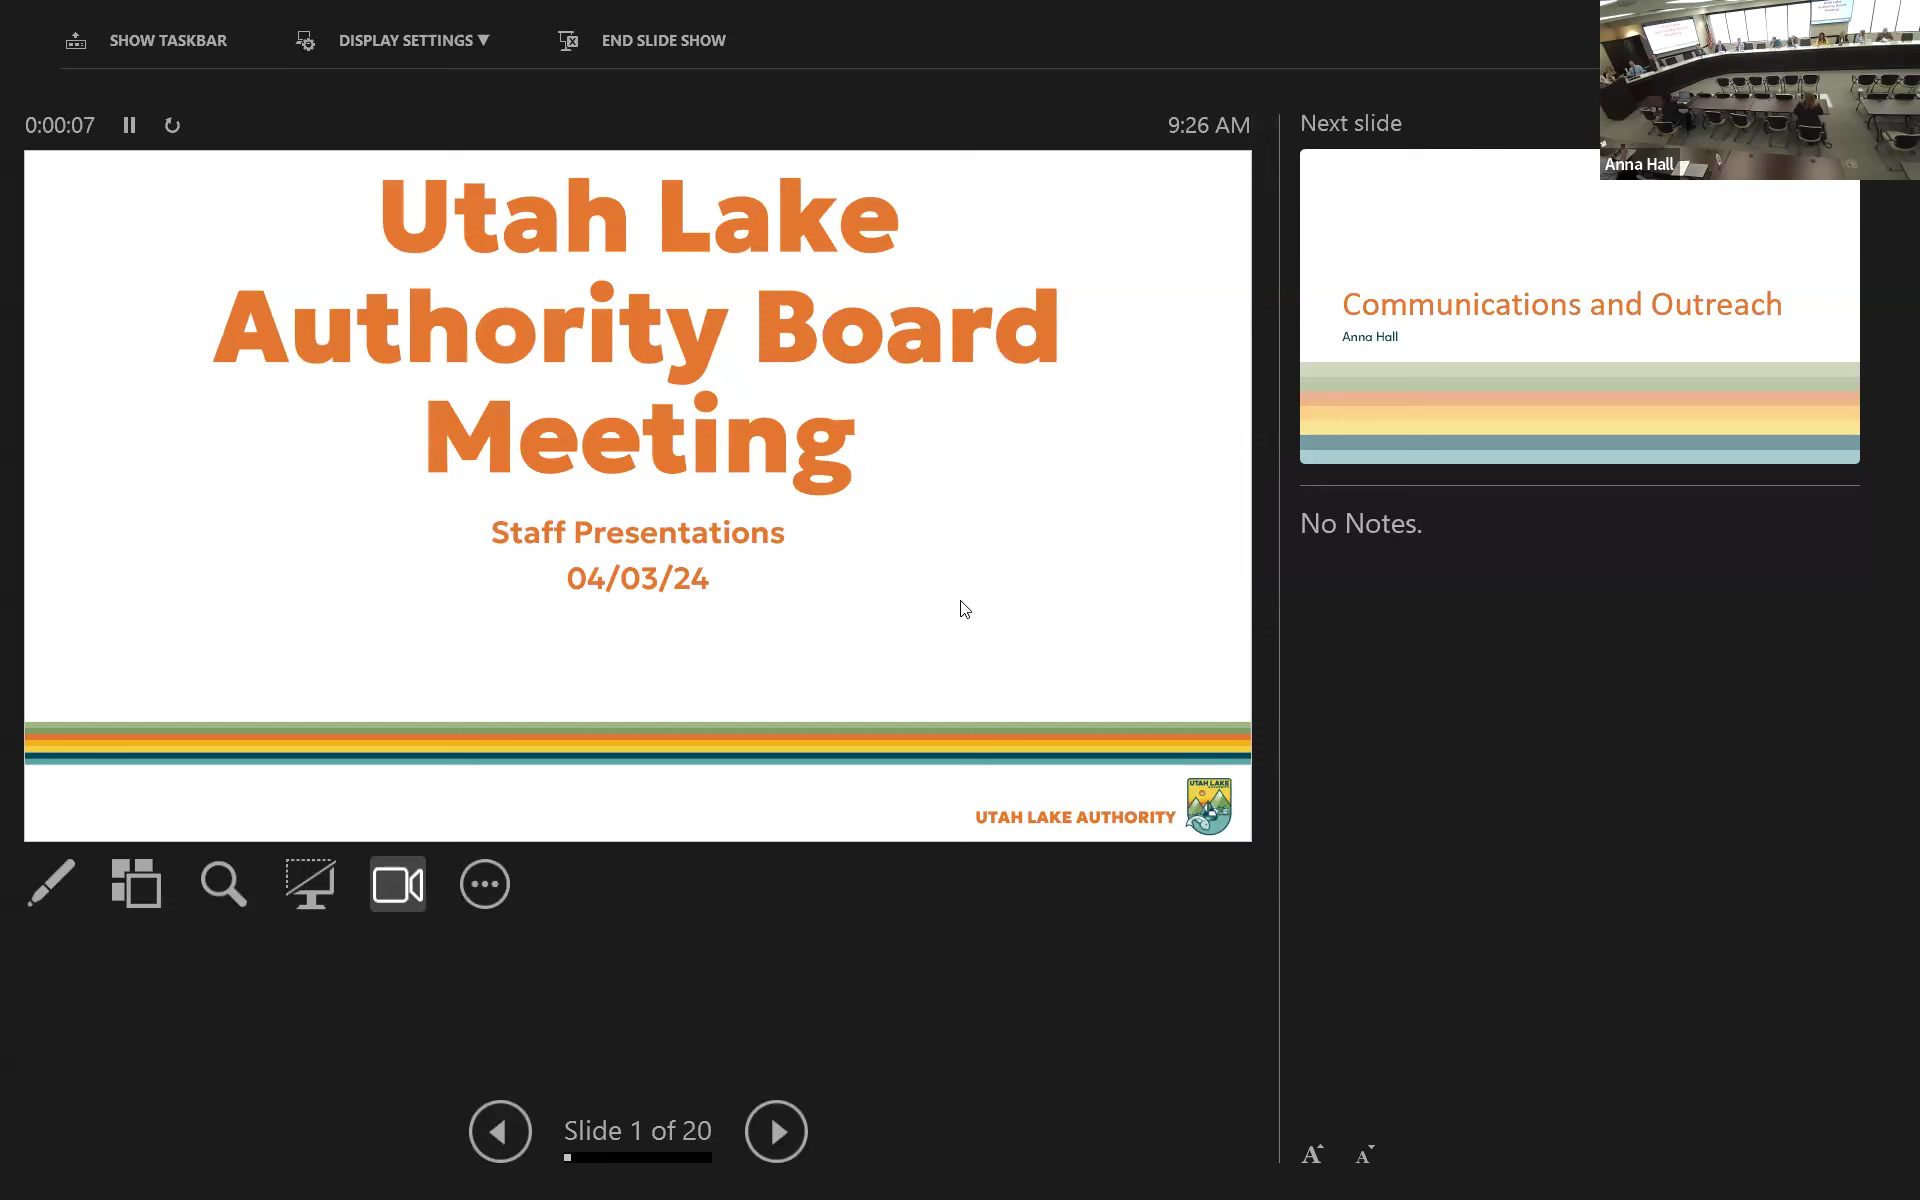 SHOW TASKBAR
DISPLAY SETTINGS ▼
END SLIDE SHOW
0:00:07
9:26 AM
Utah Lake
Authority Board
Meeting
Staff Presentations
04/03/24
UTAH LAKE AUTHORITY
UTAH LAKE
Slide 1 of 20
Next slide
Anna Hall
Communications and Outreach
Anna Hall
No Notes.
A
A